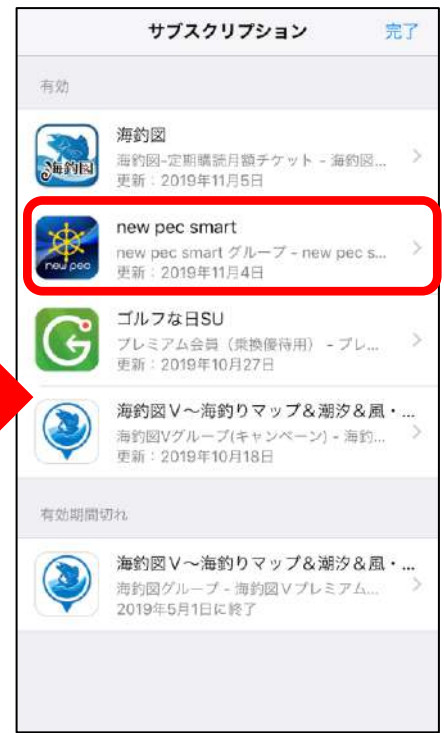 サブスクリプション 完了
有効
海釣図
海釣図
海釣図-定期購読月額チケット - 海釣図...
更新：2019年11月5日
new pec
new pec smart
new pec smart グループ - new pec s...
更新：2019年11月4日
ゴルフな日SU
プレミアム会員（乗換優待用） - プレ...
更新：2019年10月27日
海釣図Ｖ～海釣りマップ＆潮汐＆風・...
海釣図Vグループ(キャンペーン) - 海釣...
更新：2019年10月18日
有効期間切れ
海釣図Ｖ～海釣りマップ＆潮汐＆風・...
海釣図グループ - 海釣図Ｖプレミアム...
2019年5月1日に終了